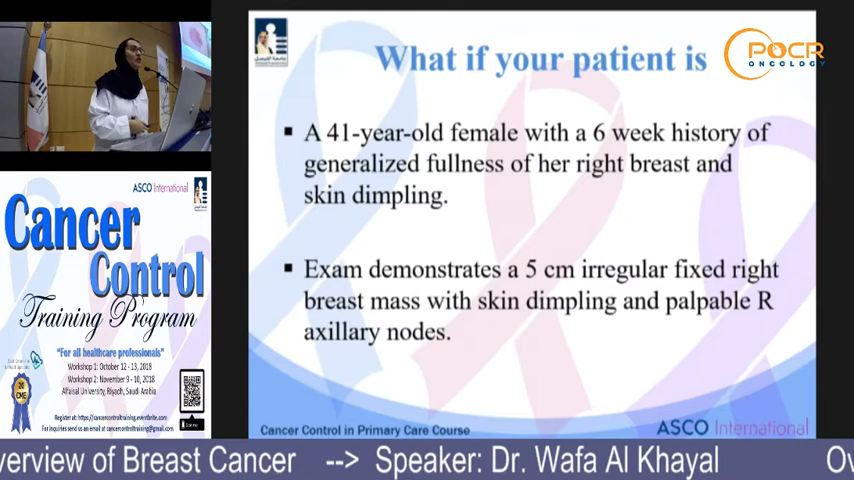 What if your patient is
POCR
ONCOLOGY
▪ A 41-year-old female with a 6 week history of
generalized fullness of her right breast and
skin dimpling.
▪ Exam demonstrates a 5 cm irregular fixed right
breast mass with skin dimpling and palpable R
axillary nodes.
Cancer Control in Primary Care Course
ASCO International
ASCO International
Cancer
Control
Training Program
"For all healthcare professionals"
Workshop 1: October 12 - 13, 2018
Workshop 2: November 9 - 10, 2018
Alfaisal University, Riyadh, Saudi Arabia
20
CME
Register at: https://cancercontroltraining.eventbrite.com
For inquiries send us an email at cancercontroltraining@gmail.com
verview of Breast Cancer --> Speaker: Dr. Wafa Al Khayal Ov